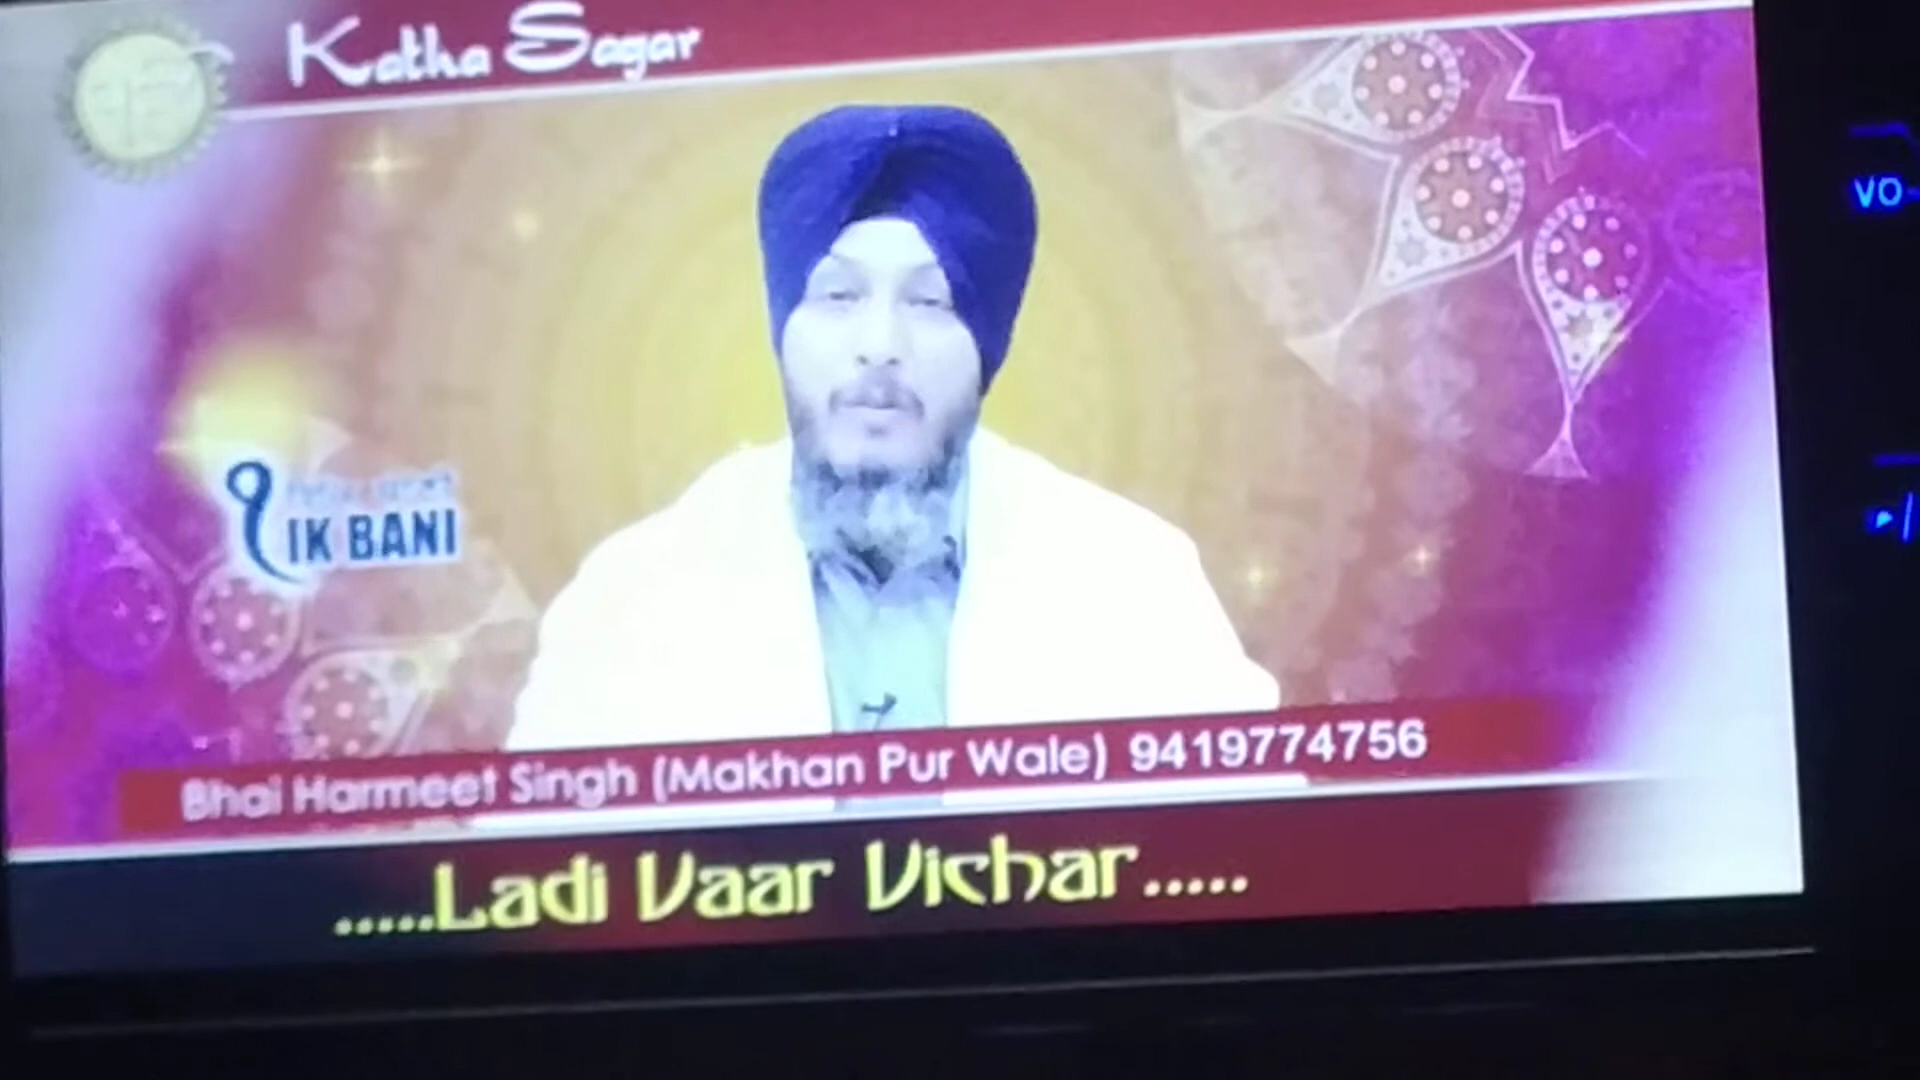 Katha Sagar
IK BANI
Bhai Harmeet Singh (Makhan Pur Wale) 9419774756
.....Ladi Vaar Vichar.....
VO-